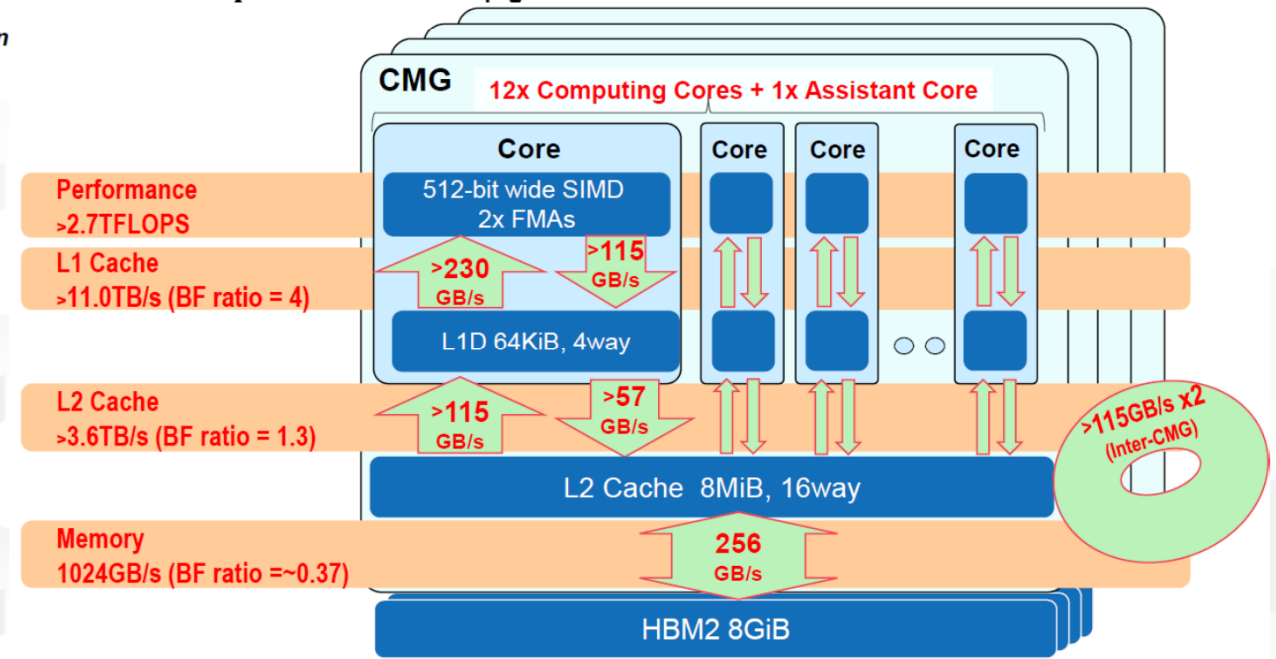 n
CMG
12x Computing Cores + 1x Assistant Core
Core
Core
Core
Core
Performance
>2.7TFLOPS
512-bit wide SIMD
2x FMAs
L1 Cache
>11.0TB/s (BF ratio = 4)
>230
GB/s
>115
GB/s
L1D 64KiB, 4way
L2 Cache
>3.6TB/s (BF ratio = 1.3)
>115
GB/s
>57
GB/s
>115GB/s x2
(Inter-CMG)
L2 Cache 8MiB, 16way
Memory
1024GB/s (BF ratio =~0.37)
256
GB/s
HBM2 8GiB